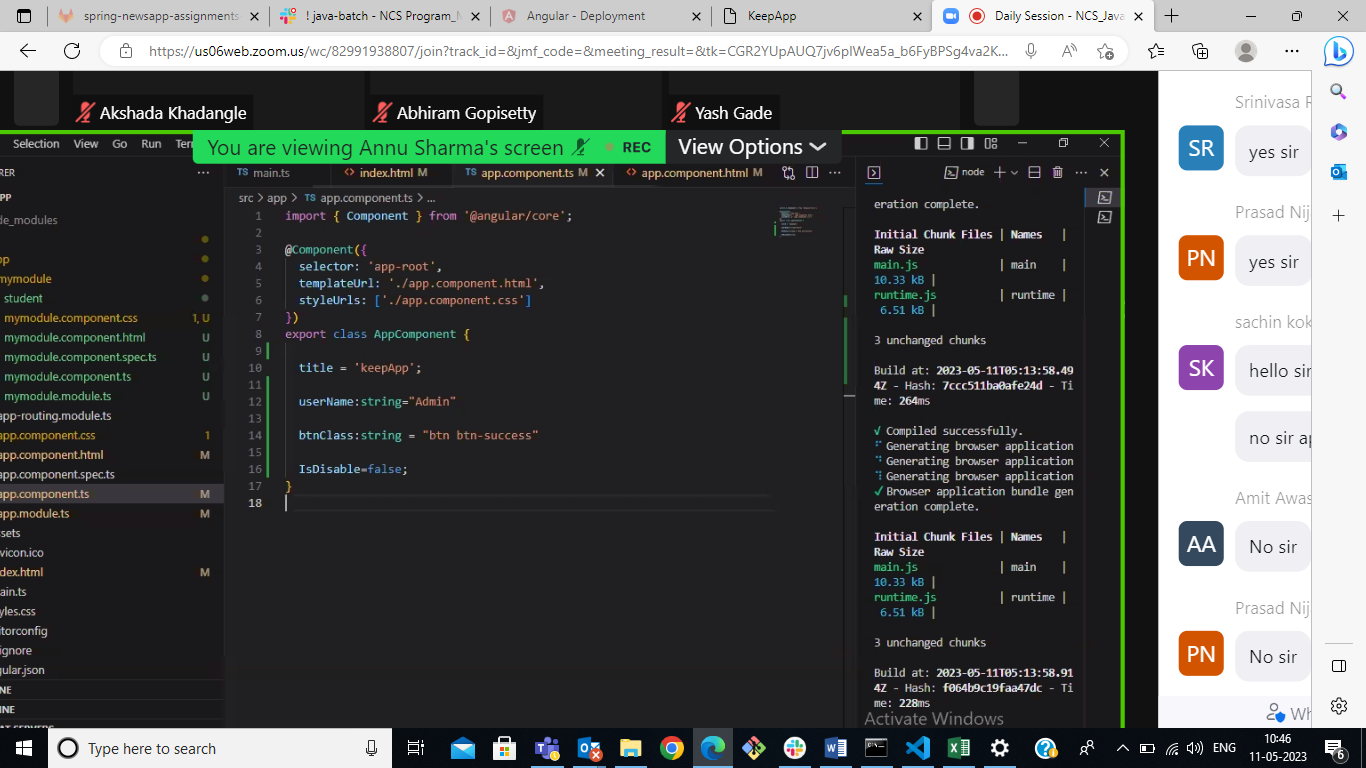 spring-newsapp-assignments
! java-batch - NCS Program_M
Angular - Deployment
KeepApp
Daily Session - NCS_Java
https://us06web.zoom.us/wc/82991938807/join?track_id=&jmf_code=&meeting_result=&tk=CGR2YUpAUQ7jv6pIWea5a_b6FyBPSg4va2K...
Akshada Khadangle
Abhiram Gopisetty
Yash Gade
Selection View Go Run Ter
You are viewing Annu Sharma's screen
REC
View Options
RER
...
TS main.ts
index.html M
TS app.component.ts M
app.component.html M
...
node
...
PP
de_modules
pp
mymodule
student
mymodule.component.css 1, U
mymodule.component.html U
mymodule.component.spec.ts U
mymodule.component.ts U
mymodule.module.ts U
app-routing.module.ts
app.component.css 1
app.component.html M
app.component.spec.ts
app.component.ts M
app.module.ts M
ssets
vicon.ico
dex.html M
ain.ts
yles.css
itorconfig
ignore
gular.json
NE
INE
src > app > TS app.component.ts > ...
1 import { Component } from '@angular/core';
2
3 @Component({
4 selector: 'app-root',
5 templateUrl: './app.component.html',
6 styleUrls: ['./app.component.css']
7 })
8 export class AppComponent {
9
10 title = 'keepApp';
11
12 userName:string="Admin"
13
14 btnClass:string = "btn btn-success"
15
16 IsDisable=false;
17 }
18
eration complete.
Initial Chunk Files | Names |
Raw Size
main.js | main |
10.33 kB |
runtime.js | runtime |
6.51 kB |
3 unchanged chunks
Build at: 2023-05-11T05:13:58.49
4Z - Hash: 7ccc511ba0afe24d - Ti
me: 264ms
√ Compiled successfully.
Generating browser application
Generating browser application
Generating browser application
√ Browser application bundle gen
eration complete.
Initial Chunk Files | Names |
Raw Size
main.js | main |
10.33 kB |
runtime.js | runtime |
6.51 kB |
3 unchanged chunks
Build at: 2023-05-11T05:13:58.91
4Z - Hash: f064b9c19faa47dc - Ti
me: 228ms
Activate Windows
Srinivasa R
SR
yes sir
Prasad Nij
PN
yes sir
sachin kok
SK
hello sir
no sir ap
Amit Awas
AA
No sir
Prasad Nij
PN
No sir
Wh
Type here to search
ENG
10:46
11-05-2023
6